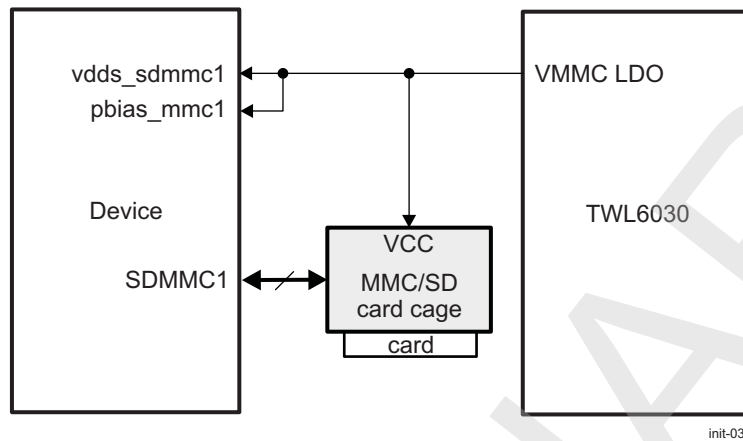 vdds_sdmmc1
VMMC LDO
pbias_mmc1
Device
TWL6030
VCC
SDMMC1
MMC/SD
card cage
card
init-03